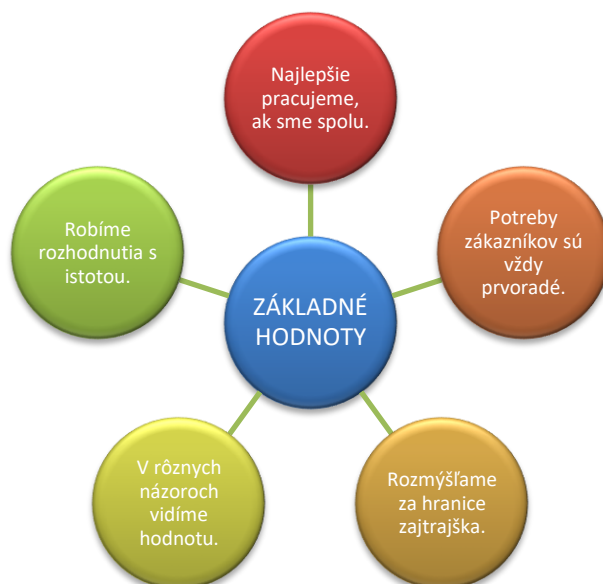 Najlepšie
pracujeme,
ak sme spolu.
Potreby
zákazníkov sú
vždy
prvoradé.
Rozmýšľame
za hranice
zajtrajška.
V rôznych
názoroch
vidíme
hodnotu.
Robíme
rozhodnutia s
istotou.
ZÁKLADNÉ
HODNOTY